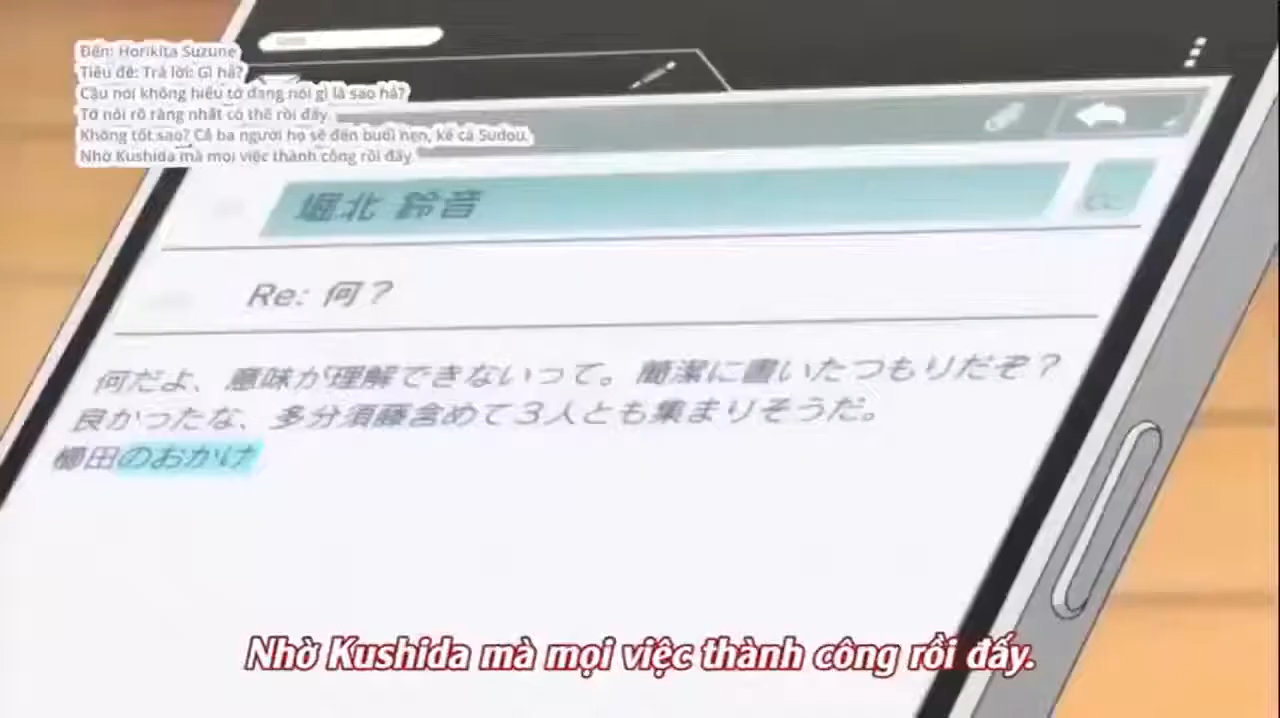 Đến: Horikita Suzune
Tiêu đề: Trả lời: Gì hả?
Cậu nói không hiểu tớ đang nói gì là sao hả?
Tớ nói rõ ràng nhất có thể rồi đấy.
Không tốt sao? Cả ba người họ sẽ đến buổi hẹn, kể cả Sudou.
Nhờ Kushida mà mọi việc thành công rồi đấy.
堀北 鈴音
Re: 何？
何だよ、意味が理解できないって。簡潔に書いたつもりだぞ？
良かったな、多分須藤含めて３人とも集まりそうだ。
櫛田のおかげ
Nhờ Kushida mà mọi việc thành công rồi đấy.